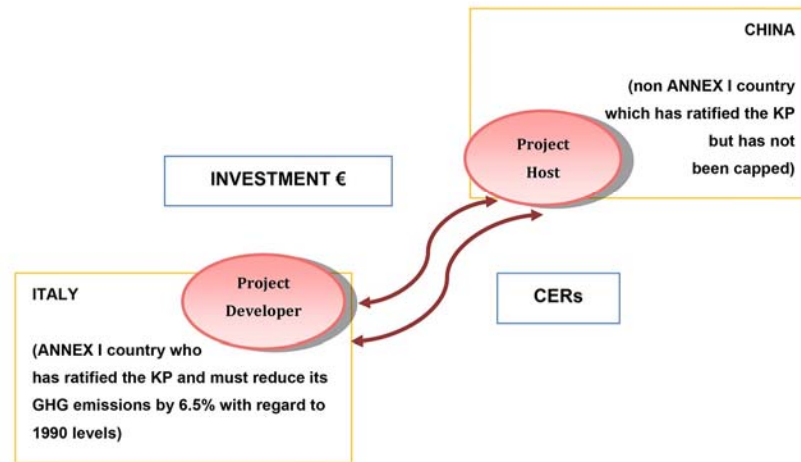 CHINA
(non ANNEX I country
which has ratified the KP
but has not
been capped)
Project
Host
INVESTMENT €
CERs
Project
Developer
ITALY
(ANNEX I country who
has ratified the KP and must reduce its
GHG emissions by 6.5% with regard to
1990 levels)